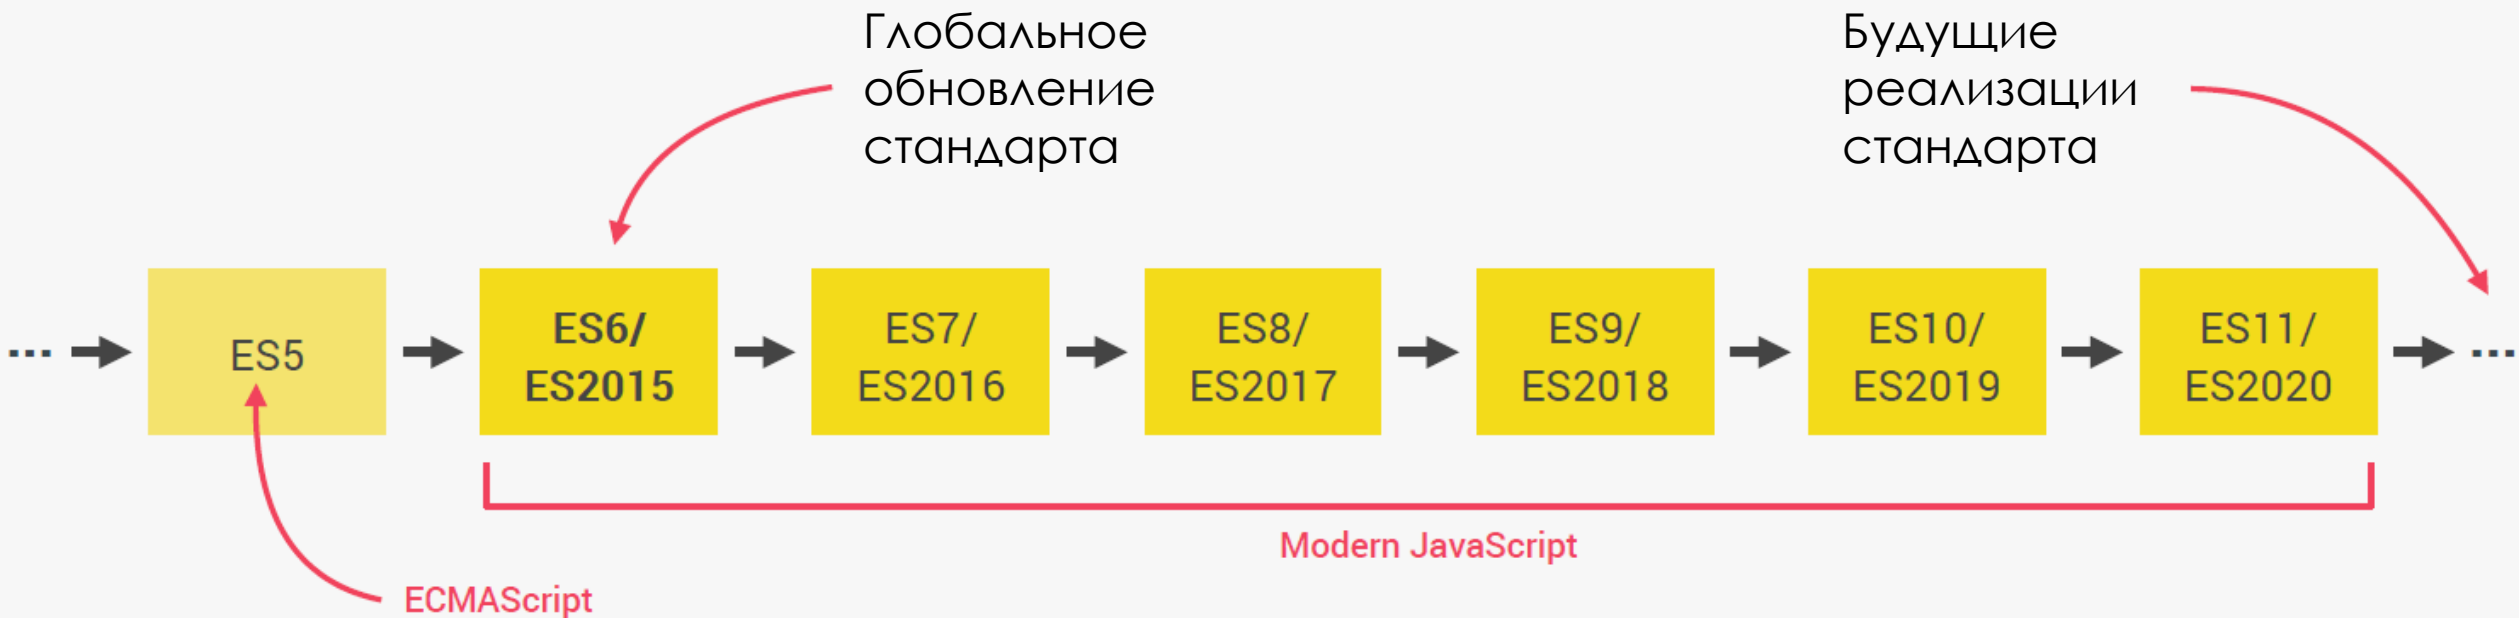 Глобальное
обновление
стандарта
Будущие
реализации
стандарта
... ES5
ES6/
ES2015
ES7/
ES2016
ES8/
ES2017
ES9/
ES2018
ES10/
ES2019
ES11/
ES2020
...
Modern JavaScript
ECMAScript